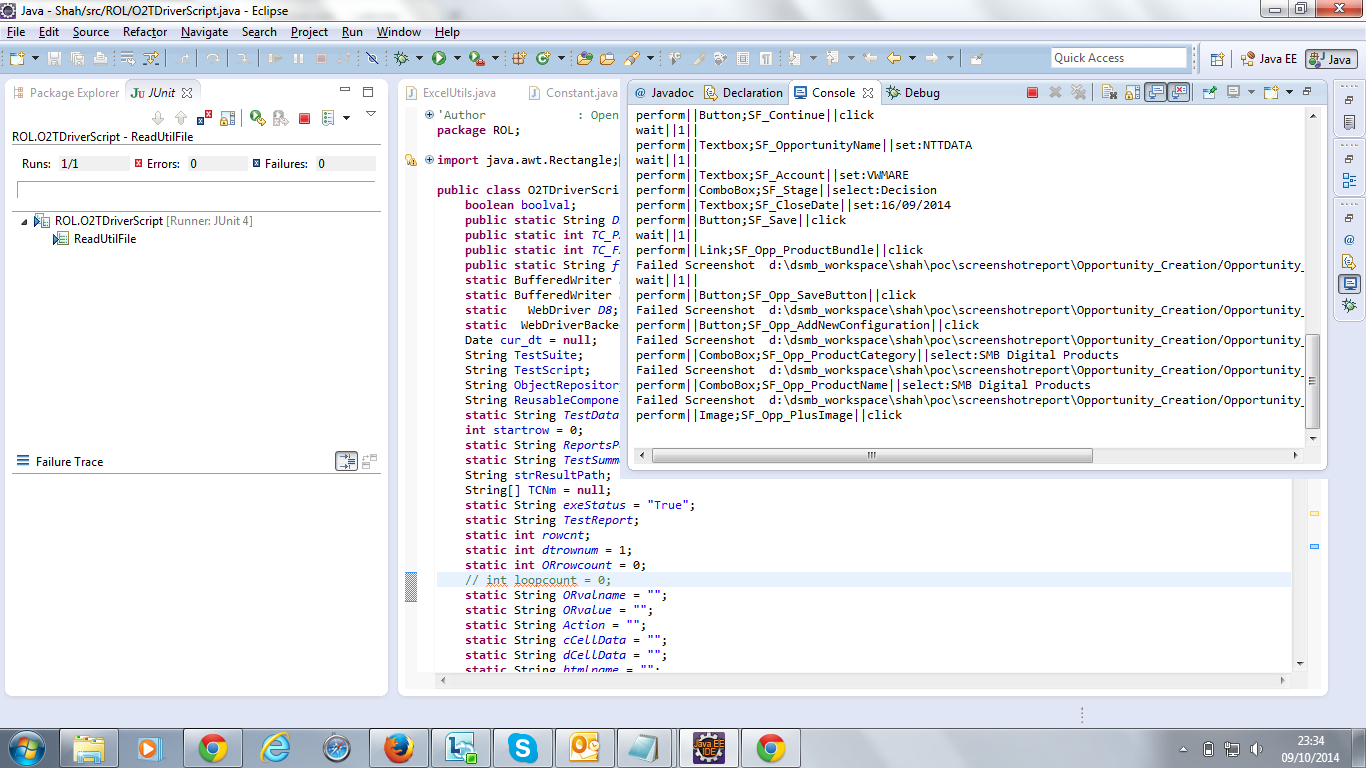 Java - Shah/src/ROL/O2TDriverScript.java - Eclipse
File Edit Source Refactor Navigate Search Project Run Window Help
Quick Access
Java EE
Java
Package Explorer
JUnit
ROL.O2TDriverScript - ReadUtilFile
Runs: 1/1
Errors: 0
Failures: 0
ROL.O2TDriverScript [Runner: JUnit 4]
ReadUtilFile
Failure Trace
ExcelUtils.java
Constant.java
'Author : Open
package ROL;
import java.awt.Rectangle;
public class O2TDriverScri
boolean boolval;
public static String D
public static int TC_P
public static int TC_F
public static String f
static BufferedWriter
static BufferedWriter
static WebDriver D8;
static WebDriverBacke
Date cur_dt = null;
String TestSuite;
String TestScript;
String ObjectRepository
String ReusableCompone
static String TestData
int startrow = 0;
static String ReportsP
static String TestSumm
String strResultPath;
String[] TCNm = null;
static String exeStatus = "True";
static String TestReport;
static int rowcnt;
static int dtrownum = 1;
static int ORrowcount = 0;
// int loopcount = 0;
static String ORvalname = "";
static String ORvalue = "";
static String Action = "";
static String cCellData = "";
static String dCellData = "";
static String htmlname = "";
Javadoc
Declaration
Console
Debug
perform||Button;SF_Continue||click
wait||1||
perform||Textbox;SF_OpportunityName||set:NTTDATA
wait||1||
perform||Textbox;SF_Account||set:VWMARE
perform||ComboBox;SF_Stage||select:Decision
perform||Textbox;SF_CloseDate||set:16/09/2014
perform||Button;SF_Save||click
wait||1||
perform||Link;SF_Opp_ProductBundle||click
Failed Screenshot d:\dsmb_workspace\shah\poc\screenshotreport\Opportunity_Creation/Opportunity_
wait||1||
perform||Button;SF_Opp_SaveButton||click
Failed Screenshot d:\dsmb_workspace\shah\poc\screenshotreport\Opportunity_Creation/Opportunity_
perform||Button;SF_Opp_AddNewConfiguration||click
Failed Screenshot d:\dsmb_workspace\shah\poc\screenshotreport\Opportunity_Creation/Opportunity_
perform||ComboBox;SF_Opp_ProductCategory||select:SMB Digital Products
Failed Screenshot d:\dsmb_workspace\shah\poc\screenshotreport\Opportunity_Creation/Opportunity_
perform||ComboBox;SF_Opp_ProductName||select:SMB Digital Products
Failed Screenshot d:\dsmb_workspace\shah\poc\screenshotreport\Opportunity_Creation/Opportunity_
perform||Image;SF_Opp_PlusImage||click
Java EE
IDE
23:34
09/10/2014